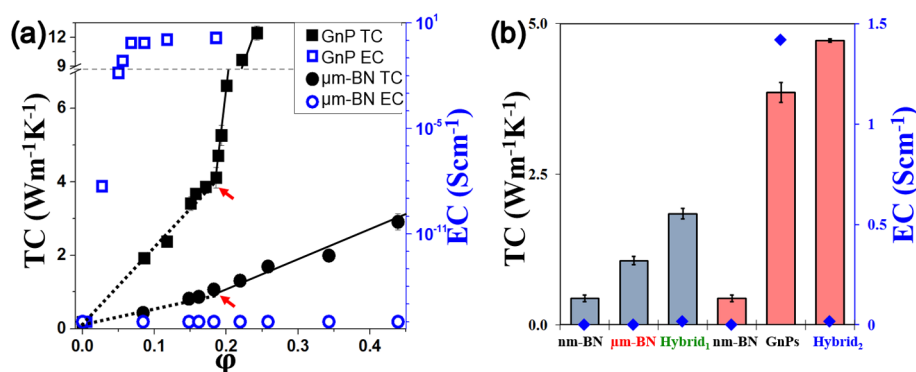 (a)
12
9
6
4
2
0
TC (Wm⁻¹K⁻¹)
0.0 0.1 0.2 0.3 0.4
φ
10¹
10⁻⁵
10⁻¹¹
EC (Scm⁻¹)
GnP TC
GnP EC
µm-BN TC
µm-BN EC
(b)
5.0
2.5
0.0
TC (Wm⁻¹K⁻¹)
nm-BN µm-BN Hybrid₁ nm-BN GnPs Hybrid₂
1.5
1
0.5
0
EC (Scm⁻¹)